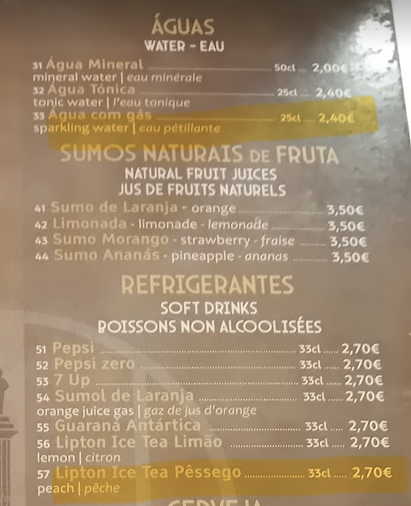 ÁGUAS
WATER – EAU
31 Água Mineral ........ 50cl ... 2,00€
mineral water | eau minérale
32 Água Tónica ........ 25cl ... 2,40€
tonic water | l'eau tonique
33 Água com gás ........ 25cl ... 2,40€
sparkling water | eau pétillante
SUMOS NATURAIS DE FRUTA
NATURAL FRUIT JUICES
JUS DE FRUITS NATURELS
41 Sumo de Laranja - orange ........ 3,50€
42 Limonada - limonade - lemonade ........ 3,50€
43 Sumo Morango - strawberry - fraise ........ 3,50€
44 Sumo Ananás - pineapple - ananas ........ 3,50€
REFRIGERANTES
SOFT DRINKS
BOISSONS NON ALCOOLISÉES
51 Pepsi ........ 33cl ..... 2,70€
52 Pepsi zero ........ 33cl ..... 2,70€
53 7 Up ........ 33cl ..... 2,70€
54 Sumol de Laranja ........ 33cl ..... 2,70€
orange juice gas | gaz de jus d'orange
55 Guaraná Antártica ........ 33cl ..... 2,70€
56 Lipton Ice Tea Limão ........ 33cl ..... 2,70€
lemon | citron
57 Lipton Ice Tea Pêssego ........ 33cl ..... 2,70€
peach | pêche
CERVEJA